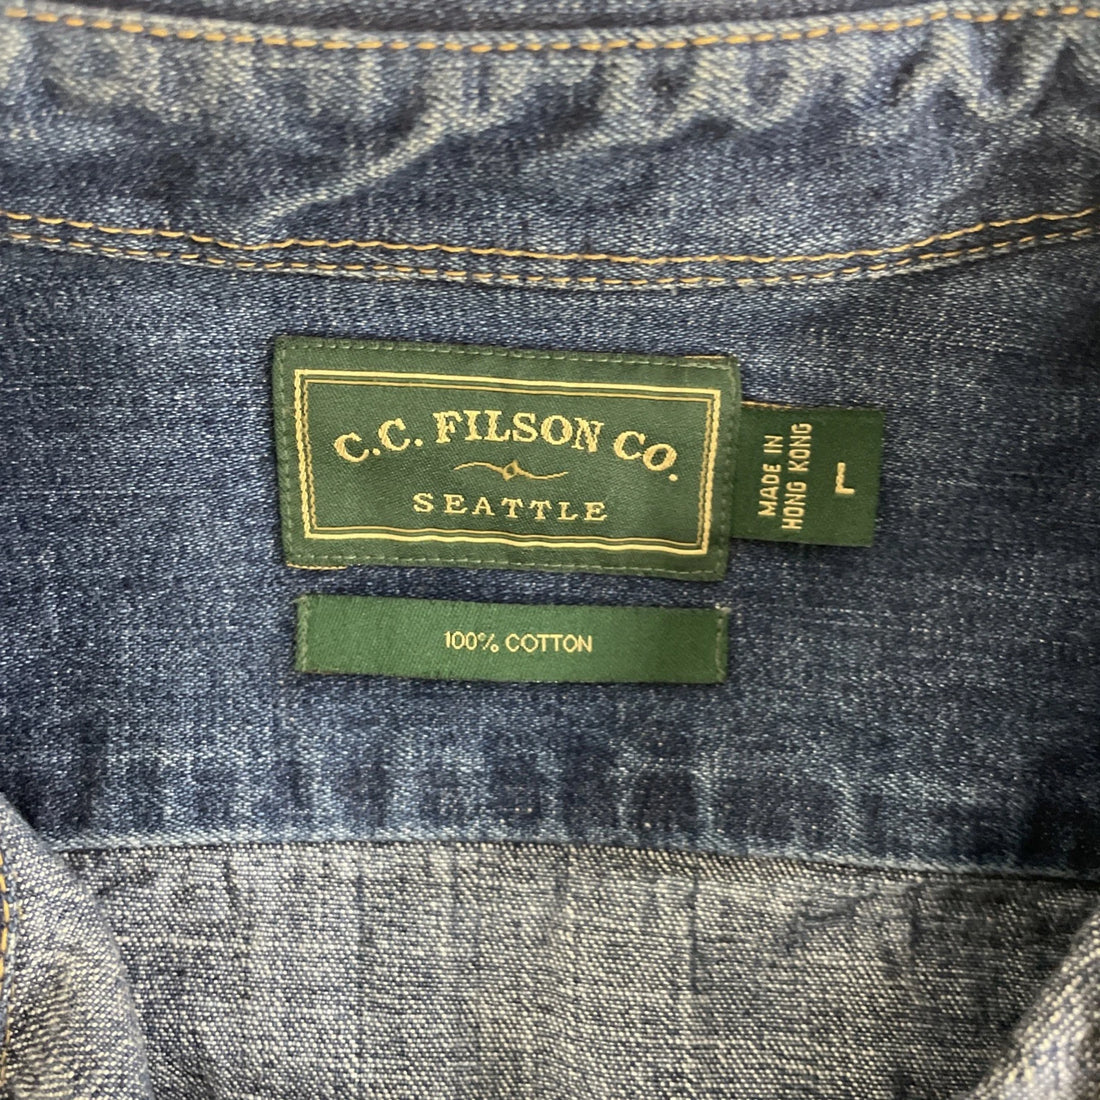 C.C. FILSON CO.
SEATTLE
MADE IN
HONG KONG
L
100% COTTON